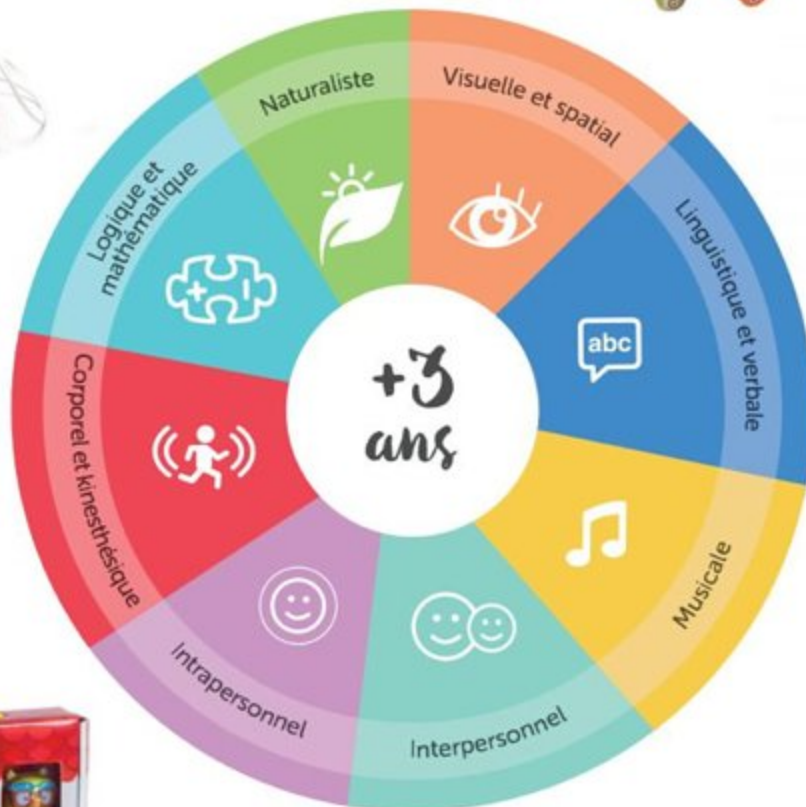 Naturaliste
Visuelle et spatial
Linguistique et verbale
abc
Musicale
Interpersonnel
Intrapersonnel
Corporel et kinesthésique
Logique et
mathématique
+3
ans